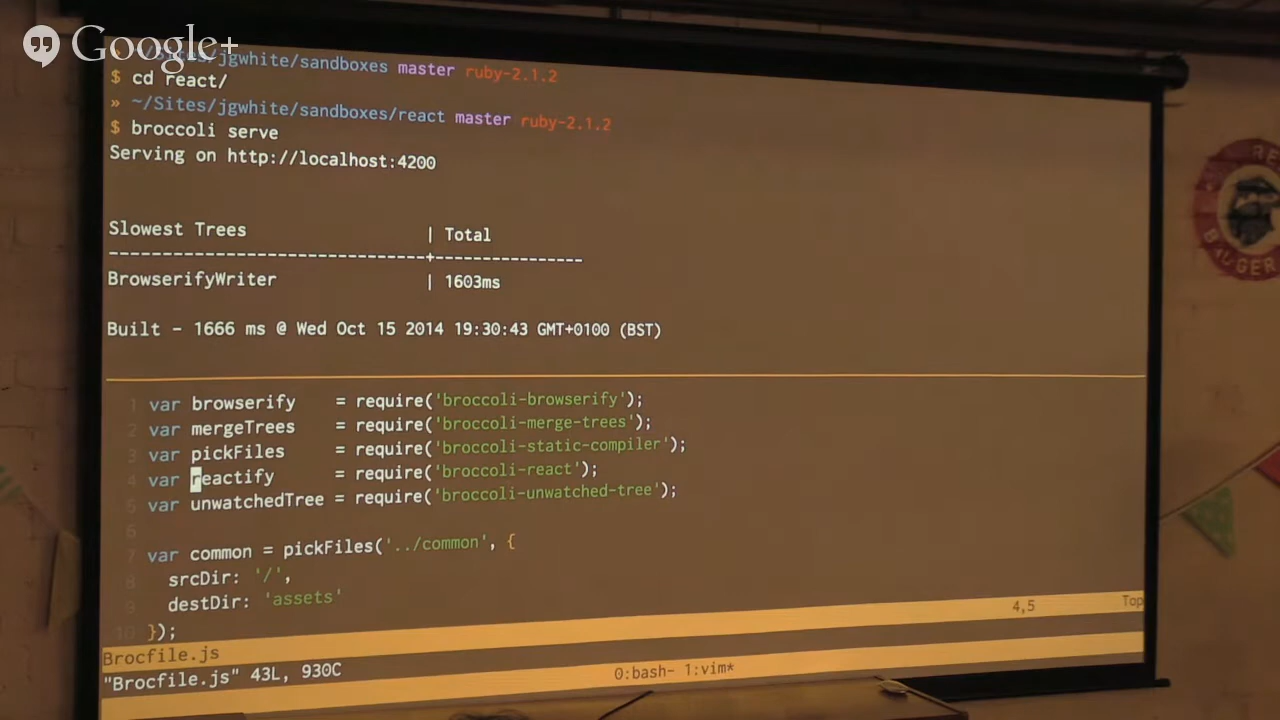 Google+
» ~/Sites/jgwhite/sandboxes master ruby-2.1.2
$ cd react/
» ~/Sites/jgwhite/sandboxes/react master ruby-2.1.2
$ broccoli serve
Serving on http://localhost:4200
Slowest Trees | Total
------------------------------+----------------
BrowserifyWriter | 1603ms
Built - 1666 ms @ Wed Oct 15 2014 19:30:43 GMT+0100 (BST)
1 var browserify = require('broccoli-browserify');
2 var mergeTrees = require('broccoli-merge-trees');
3 var pickFiles = require('broccoli-static-compiler');
4 var reactify = require('broccoli-react');
5 var unwatchedTree = require('broccoli-unwatched-tree');
6
7 var common = pickFiles('../common', {
8 srcDir: '/',
9 destDir: 'assets'
10 });
Brocfile.js 4,5 Top
"Brocfile.js" 43L, 930C
0:bash- 1:vim*
RE
BADGER